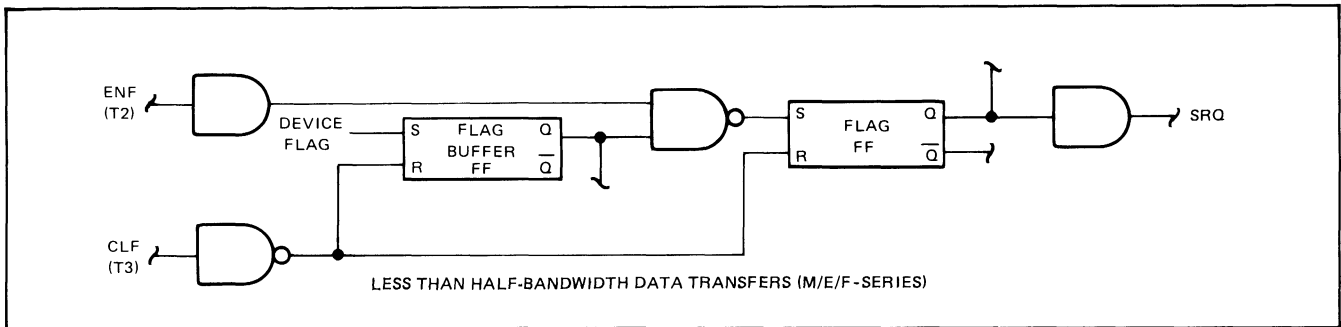 ENF
(T2)
DEVICE
FLAG
S FLAG Q
BUFFER
R FF Q̅
S Q
FLAG
FF
R Q̅
SRQ
CLF
(T3)
LESS THAN HALF-BANDWIDTH DATA TRANSFERS (M/E/F-SERIES)